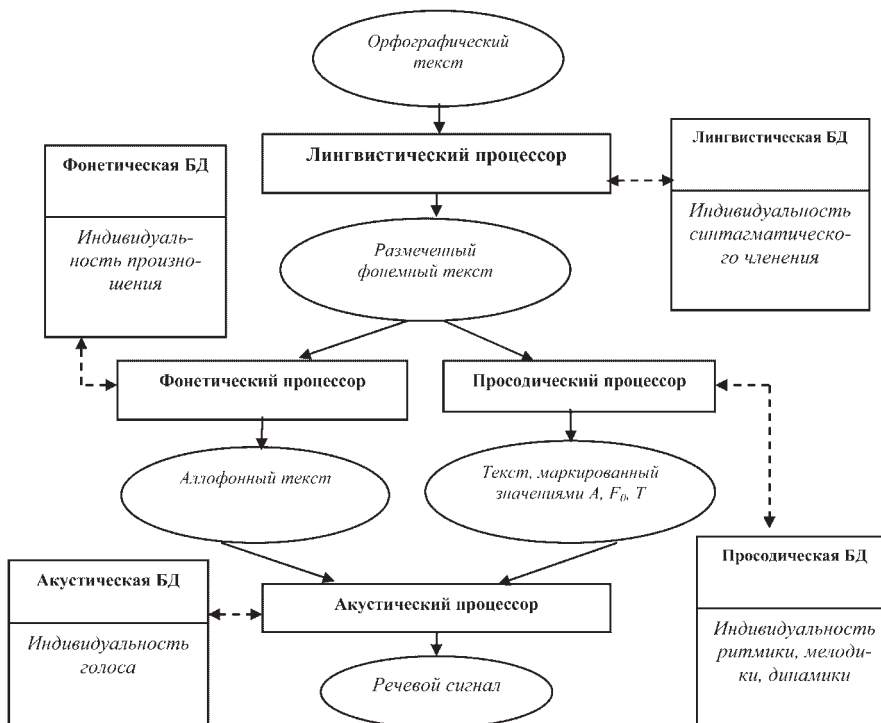 Орфографический
текст
Лингвистический процессор
Лингвистическая БД
Индивидуальность
синтагматическо-
го членения
Фонетическая БД
Индивидуаль-
ность произно-
шения
Размеченный
фонемный текст
Фонетический процессор
Просодический процессор
Аллофонный текст
Текст, маркированный
значениями A, F₀, T
Акустическая БД
Индивидуальность
голоса
Акустический процессор
Просодическая БД
Индивидуальность
ритмики, мелоди-
ки, динамики
Речевой сигнал